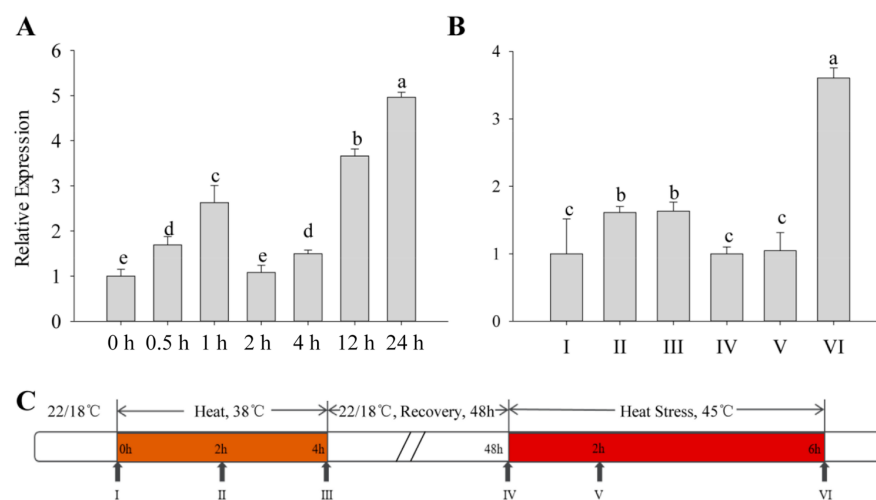 A
Relative Expression
6
5
4
3
2
1
0
e
d
c
e
d
b
a
0 h 0.5 h 1 h 2 h 4 h 12 h 24 h
B
4
3
2
1
0
c
b
b
c
c
a
I II III IV V VI
C
22/18℃ Heat, 38℃ 22/18℃, Recovery, 48h Heat Stress, 45℃
0h 2h 4h 48h 2h 6h
I II III IV V VI